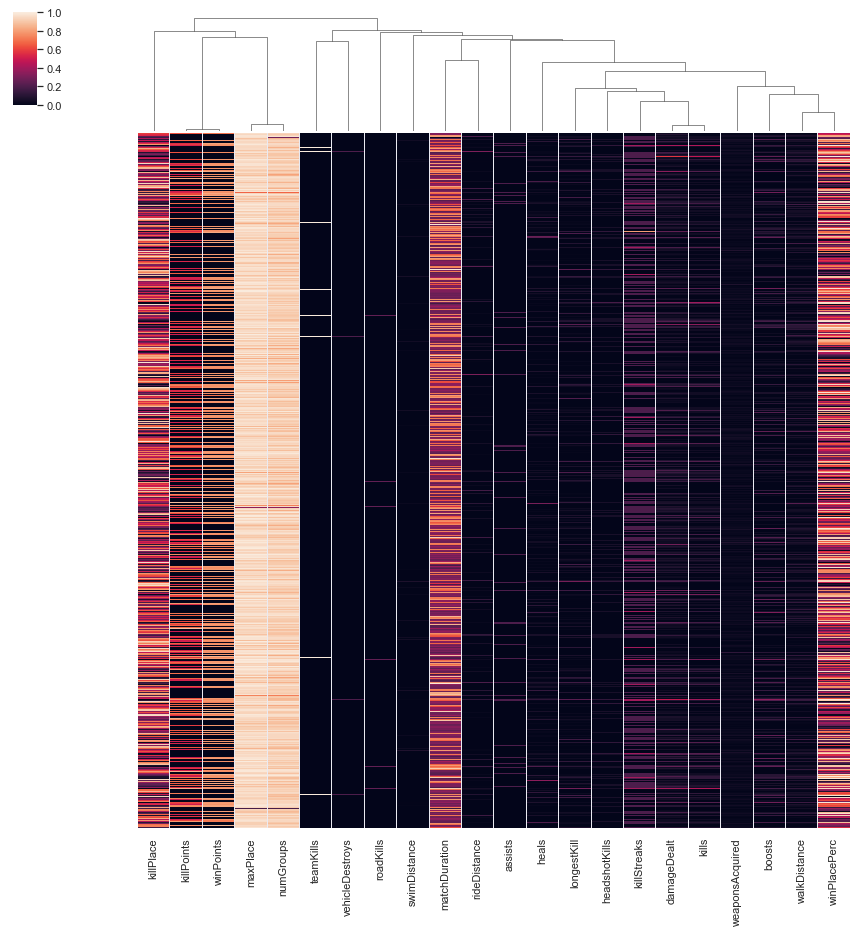 1.0
0.8
0.6
0.4
0.2
0.0
killPlace
killPoints
winPoints
maxPlace
numGroups
teamKills
vehicleDestroys
roadKills
swimDistance
matchDuration
rideDistance
assists
heals
longestKill
headshotKills
killStreaks
damageDealt
kills
weaponsAcquired
boosts
walkDistance
winPlacePerc